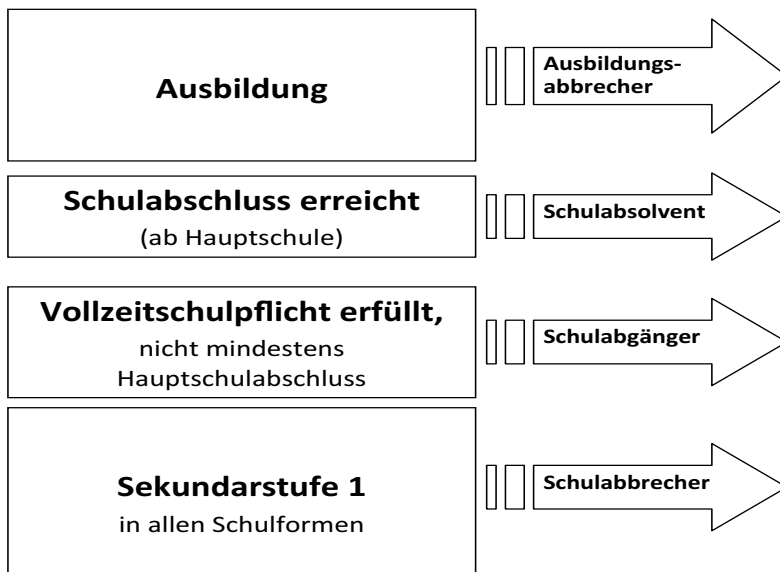 Ausbildung
Ausbildungs-
abbrecher
Schulabschluss erreicht
(ab Hauptschule)
Schulabsolvent
Vollzeitschulpflicht erfüllt,
nicht mindestens
Hauptschulabschluss
Schulabgänger
Sekundarstufe 1
in allen Schulformen
Schulabbrecher